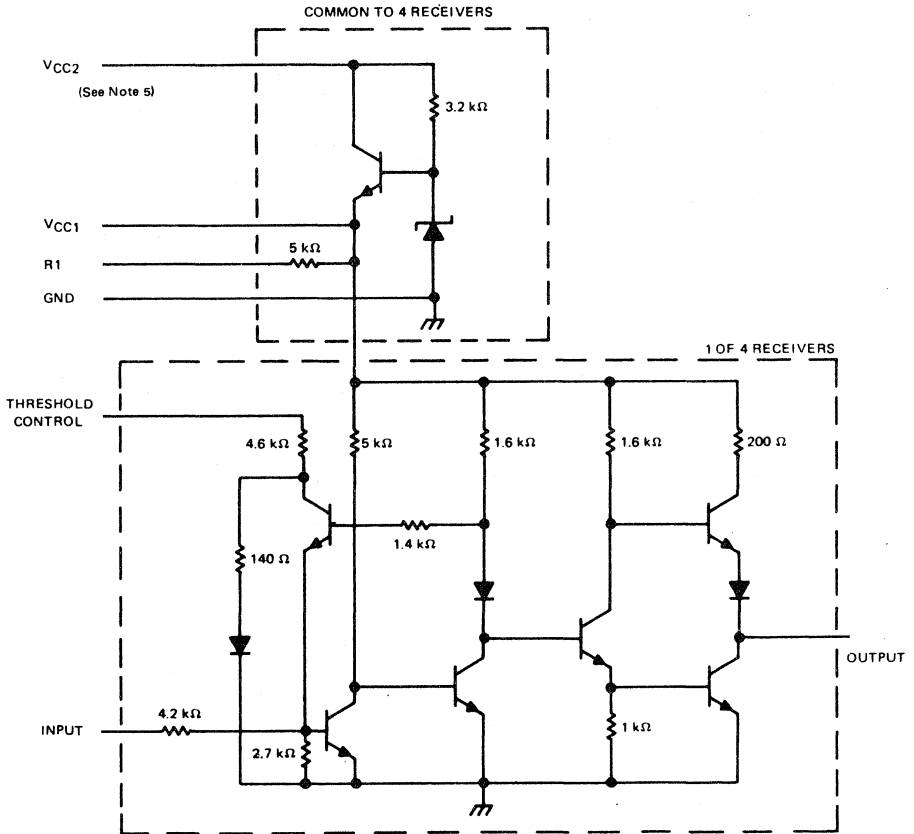 COMMON TO 4 RECEIVERS
VCC2
(See Note 5)
3.2 kΩ
VCC1
5 kΩ
R1
GND
1 OF 4 RECEIVERS
THRESHOLD
CONTROL
4.6 kΩ
5 kΩ
1.6 kΩ
1.6 kΩ
200 Ω
1.4 kΩ
140 Ω
OUTPUT
4.2 kΩ
INPUT
2.7 kΩ
1 kΩ